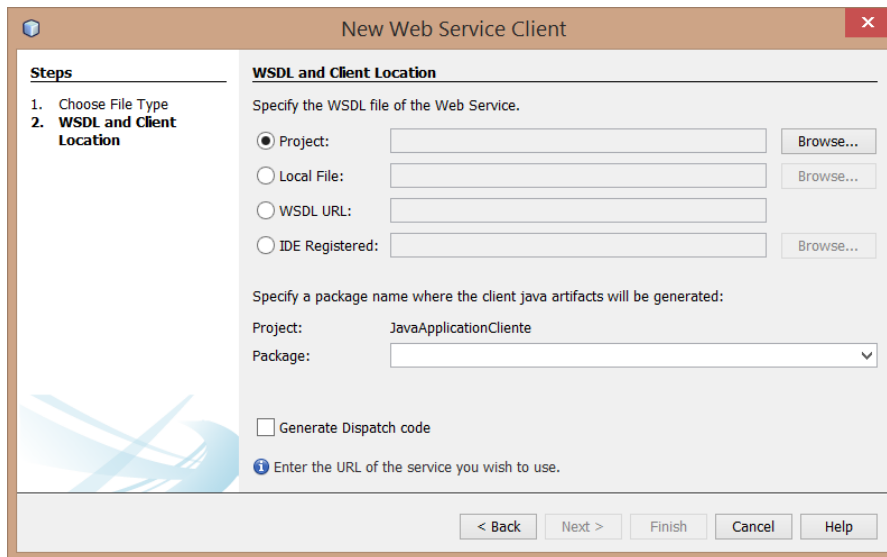 New Web Service Client
Steps
1. Choose File Type
2. WSDL and Client
Location
WSDL and Client Location
Specify the WSDL file of the Web Service.
Project:
Browse...
Local File:
Browse...
WSDL URL:
IDE Registered:
Browse...
Specify a package name where the client java artifacts will be generated:
Project: JavaApplicationCliente
Package:
Generate Dispatch code
Enter the URL of the service you wish to use.
< Back Next > Finish Cancel Help